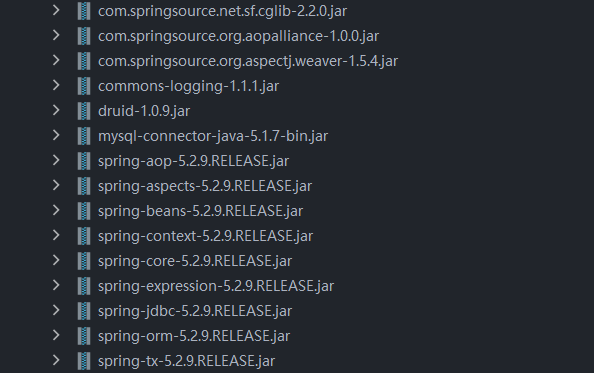 com.springsource.net.sf.cglib-2.2.0.jar
com.springsource.org.aopalliance-1.0.0.jar
com.springsource.org.aspectj.weaver-1.5.4.jar
commons-logging-1.1.1.jar
druid-1.0.9.jar
mysql-connector-java-5.1.7-bin.jar
spring-aop-5.2.9.RELEASE.jar
spring-aspects-5.2.9.RELEASE.jar
spring-beans-5.2.9.RELEASE.jar
spring-context-5.2.9.RELEASE.jar
spring-core-5.2.9.RELEASE.jar
spring-expression-5.2.9.RELEASE.jar
spring-jdbc-5.2.9.RELEASE.jar
spring-orm-5.2.9.RELEASE.jar
spring-tx-5.2.9.RELEASE.jar